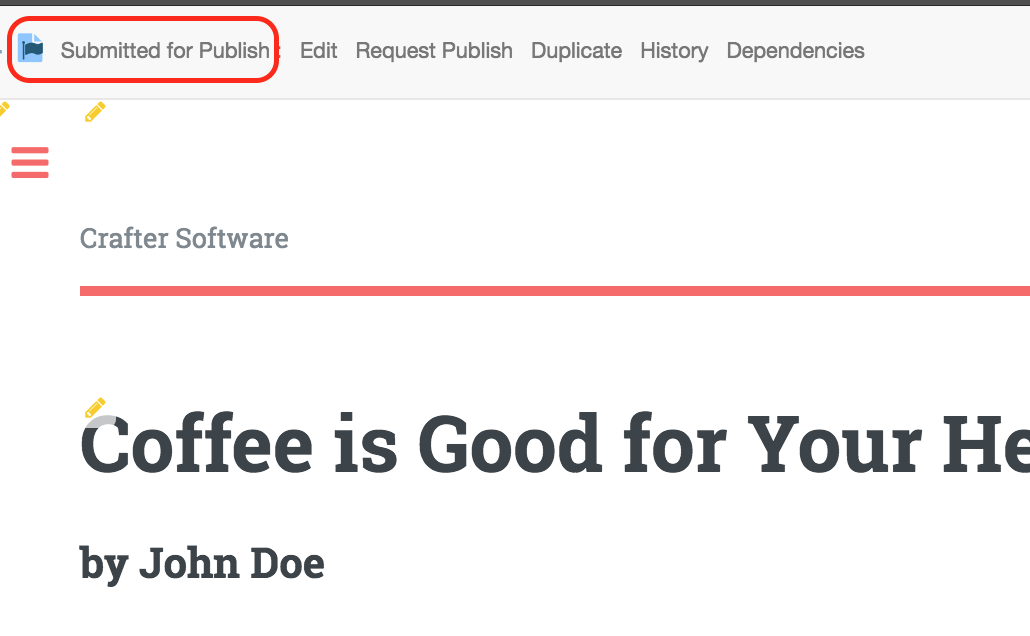 Submitted for Publish Edit Request Publish Duplicate History Dependencies
Crafter Software
Coffee is Good for Your
by John Doe